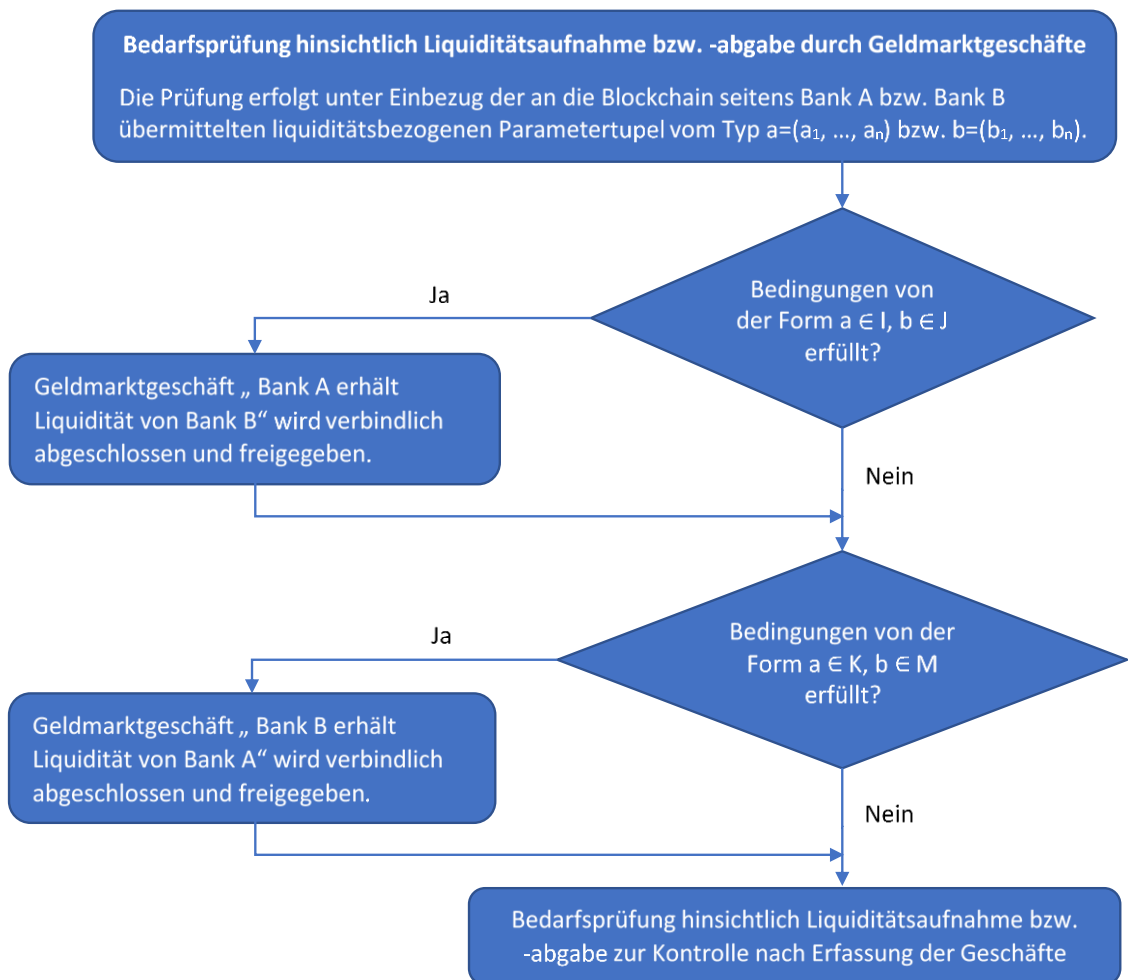 Bedarfsprüfung hinsichtlich Liquiditätsaufnahme bzw. -abgabe durch Geldmarktgeschäfte
Die Prüfung erfolgt unter Einbezug der an die Blockchain seitens Bank A bzw. Bank B
übermittelten liquiditätsbezogenen Parametertupel vom Typ a=(a₁, ..., aₙ) bzw. b=(b₁, ..., bₙ).
Bedingungen von
der Form a ∈ I, b ∈ J
erfüllt?
Ja
Geldmarktgeschäft „ Bank A erhält
Liquidität von Bank B“ wird verbindlich
abgeschlossen und freigegeben.
Nein
Bedingungen von der
Form a ∈ K, b ∈ M
erfüllt?
Ja
Geldmarktgeschäft „ Bank B erhält
Liquidität von Bank A“ wird verbindlich
abgeschlossen und freigegeben.
Nein
Bedarfsprüfung hinsichtlich Liquiditätsaufnahme bzw.
-abgabe zur Kontrolle nach Erfassung der Geschäfte